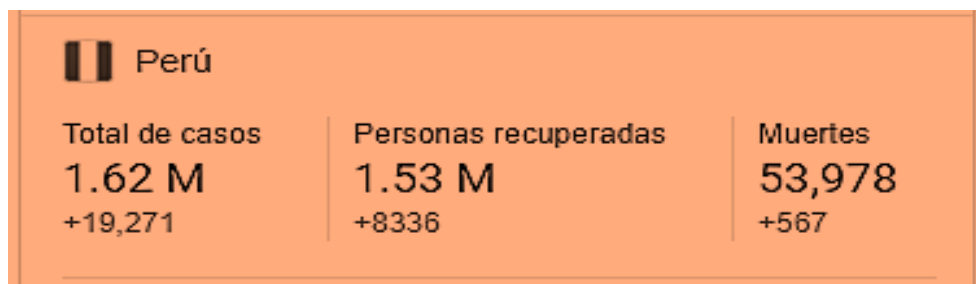 Perú
Total de casos
1.62 M
+19,271
Personas recuperadas
1.53 M
+8336
Muertes
53,978
+567